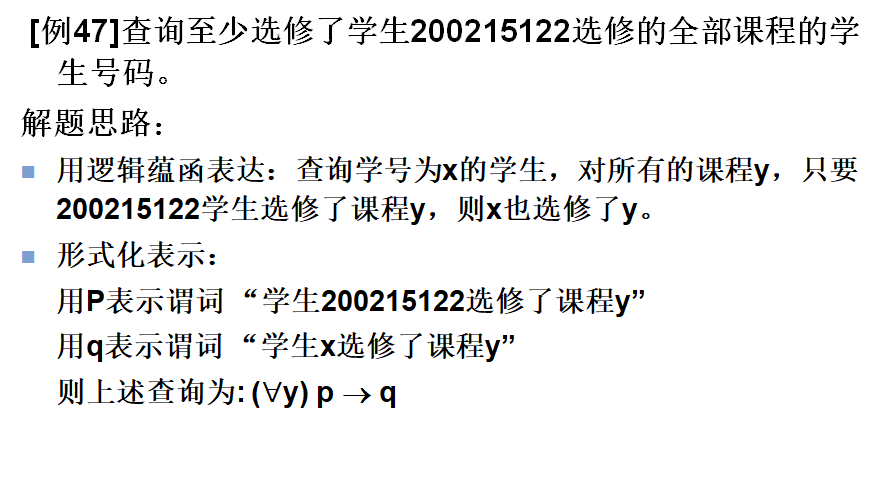 [例47]查询至少选修了学生200215122选修的全部课程的学
生号码。
解题思路：
用逻辑蕴函表达：查询学号为x的学生，对所有的课程y，只要
200215122学生选修了课程y，则x也选修了y。
形式化表示：
用P表示谓词 “学生200215122选修了课程y”
用q表示谓词 “学生x选修了课程y”
则上述查询为: (∀y) p → q